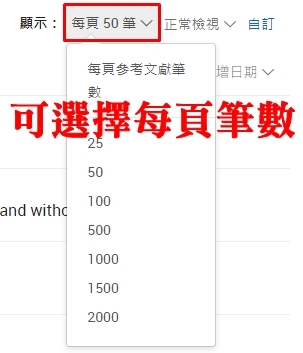 顯示： 每頁 50 筆 正常檢視 自訂
每頁參考文獻筆
數
增日期
可選擇每頁筆數
25
50
and witho
100
500
1000
1500
2000